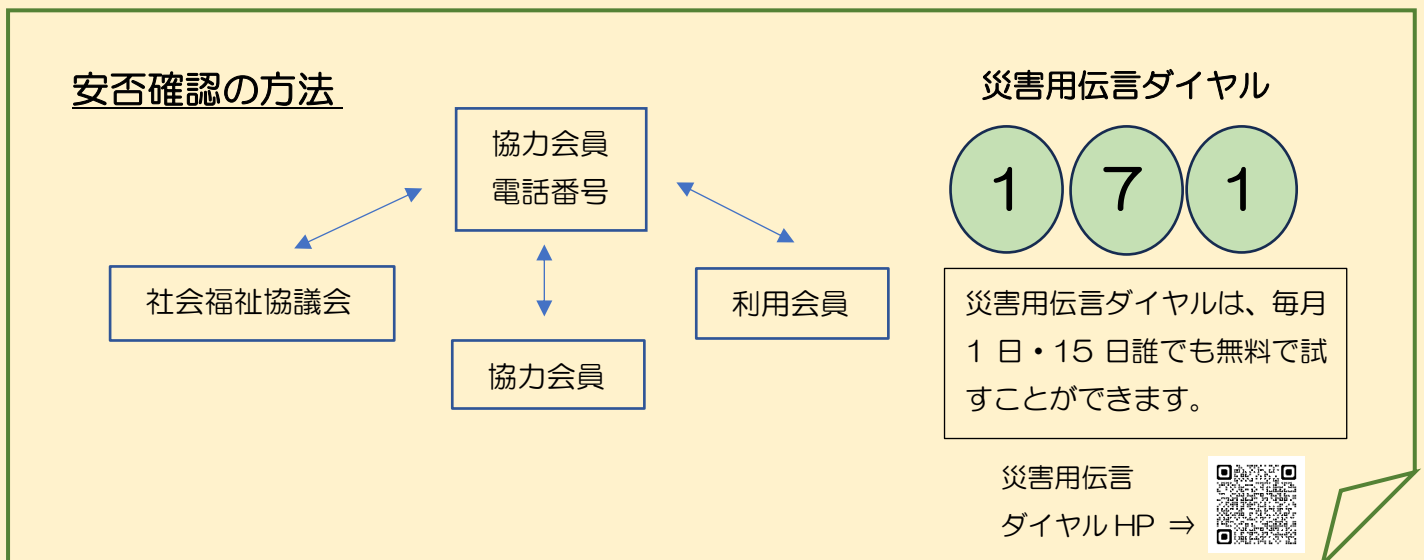 安否確認の方法
協力会員
電話番号
社会福祉協議会
協力会員
利用会員
災害用伝言ダイヤル
1 7 1
災害用伝言ダイヤルは、毎月
1 日・15 日誰でも無料で試
すことができます。
災害用伝言
ダイヤル HP ⇒